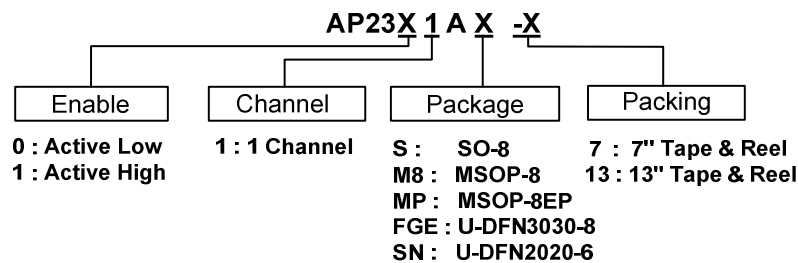 AP23X 1 A X -X
Enable Channel Package Packing
0 : Active Low 1 : 1 Channel S : SO-8 7 : 7" Tape & Reel
1 : Active High M8 : MSOP-8 13 : 13" Tape & Reel
MP : MSOP-8EP
FGE : U-DFN3030-8
SN : U-DFN2020-6